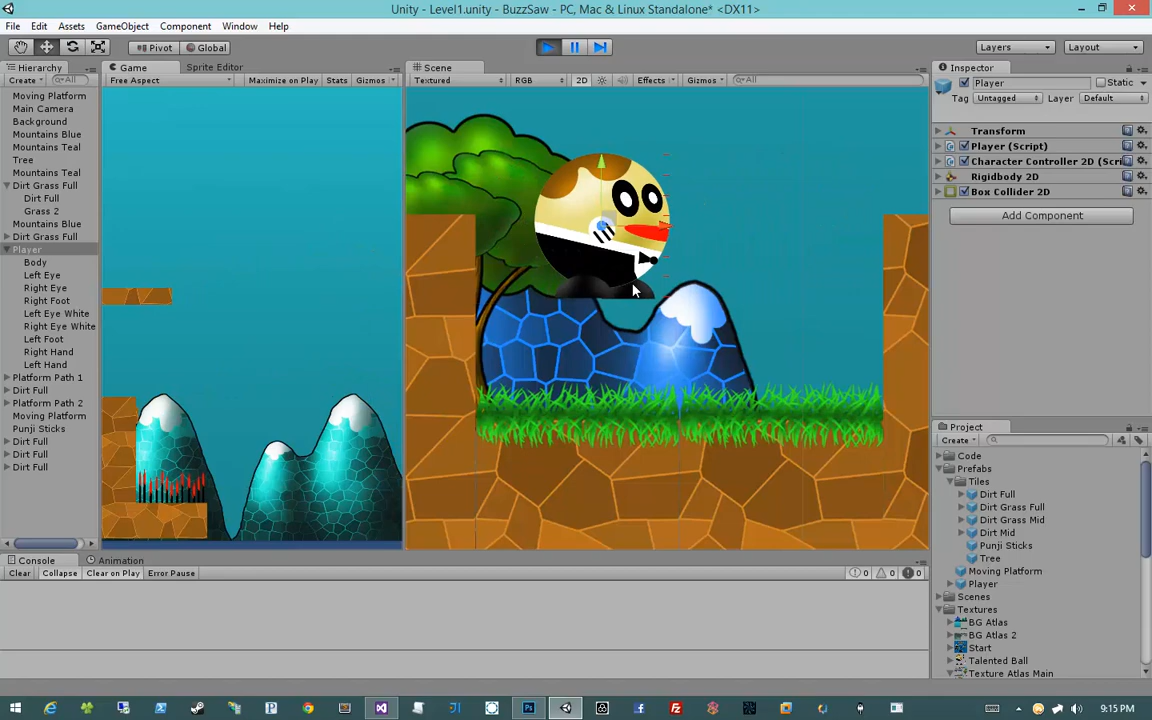 Unity - Level1.unity - BuzzSaw - PC, Mac & Linux Standalone* <DX11>
File Edit Assets GameObject Component Window Help
Pivot Global Layers Layout
Hierarchy
Create All
Moving Platform
Main Camera
Background
Mountains Blue
Mountains Teal
Tree
Mountains Teal
Dirt Grass Full
Dirt Full
Grass 2
Mountains Blue
Dirt Grass Full
Player
Body
Left Eye
Right Eye
Right Foot
Left Eye White
Right Eye White
Left Foot
Right Hand
Left Hand
Platform Path 1
Dirt Full
Platform Path 2
Moving Platform
Punji Sticks
Dirt Full
Dirt Full
Dirt Full
Game Sprite Editor
Free Aspect Maximize on Play Stats Gizmos
Scene
Textured RGB 2D Effects Gizmos All
Inspector
Player Static
Tag Untagged Layer Default
Transform
Player (Script)
Character Controller 2D (Scri
Rigidbody 2D
Box Collider 2D
Add Component
Project
Create
Code
Prefabs
Tiles
Dirt Full
Dirt Grass Full
Dirt Grass Mid
Dirt Mid
Punji Sticks
Tree
Moving Platform
Player
Scenes
Textures
BG Atlas
BG Atlas 2
Start
Talented Ball
Texture Atlas Main
Console Animation
Clear Collapse Clear on Play Error Pause 0 0 0
9:15 PM